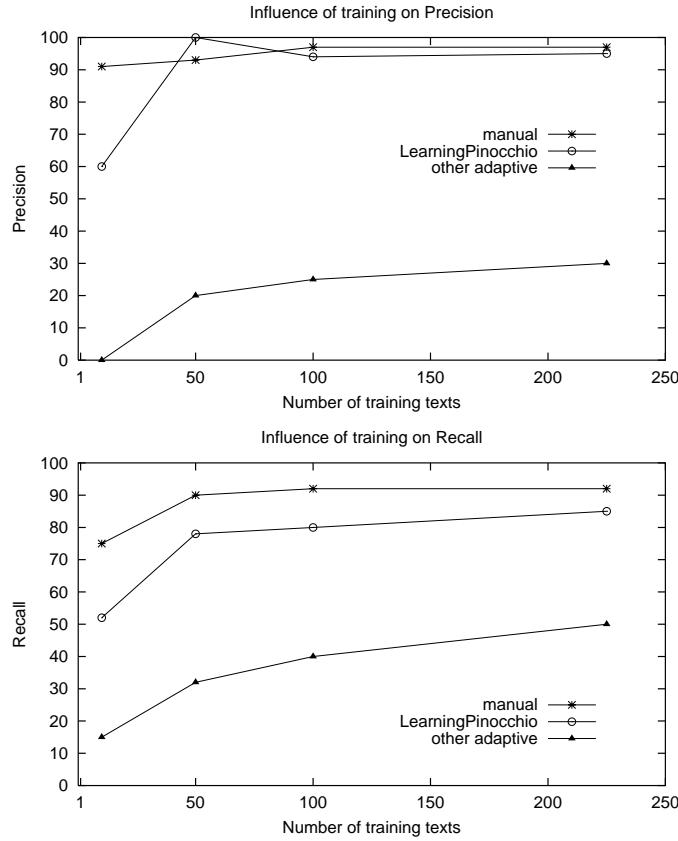 Influence of training on Precision
100
90
80
70
60
50
40
30
20
10
0
Precision
manual
LearningPinocchio
other adaptive
1 50 100 150 200 250
Number of training texts
Influence of training on Recall
100
90
80
70
60
50
40
30
20
10
0
Recall
manual
LearningPinocchio
other adaptive
1 50 100 150 200 250
Number of training texts